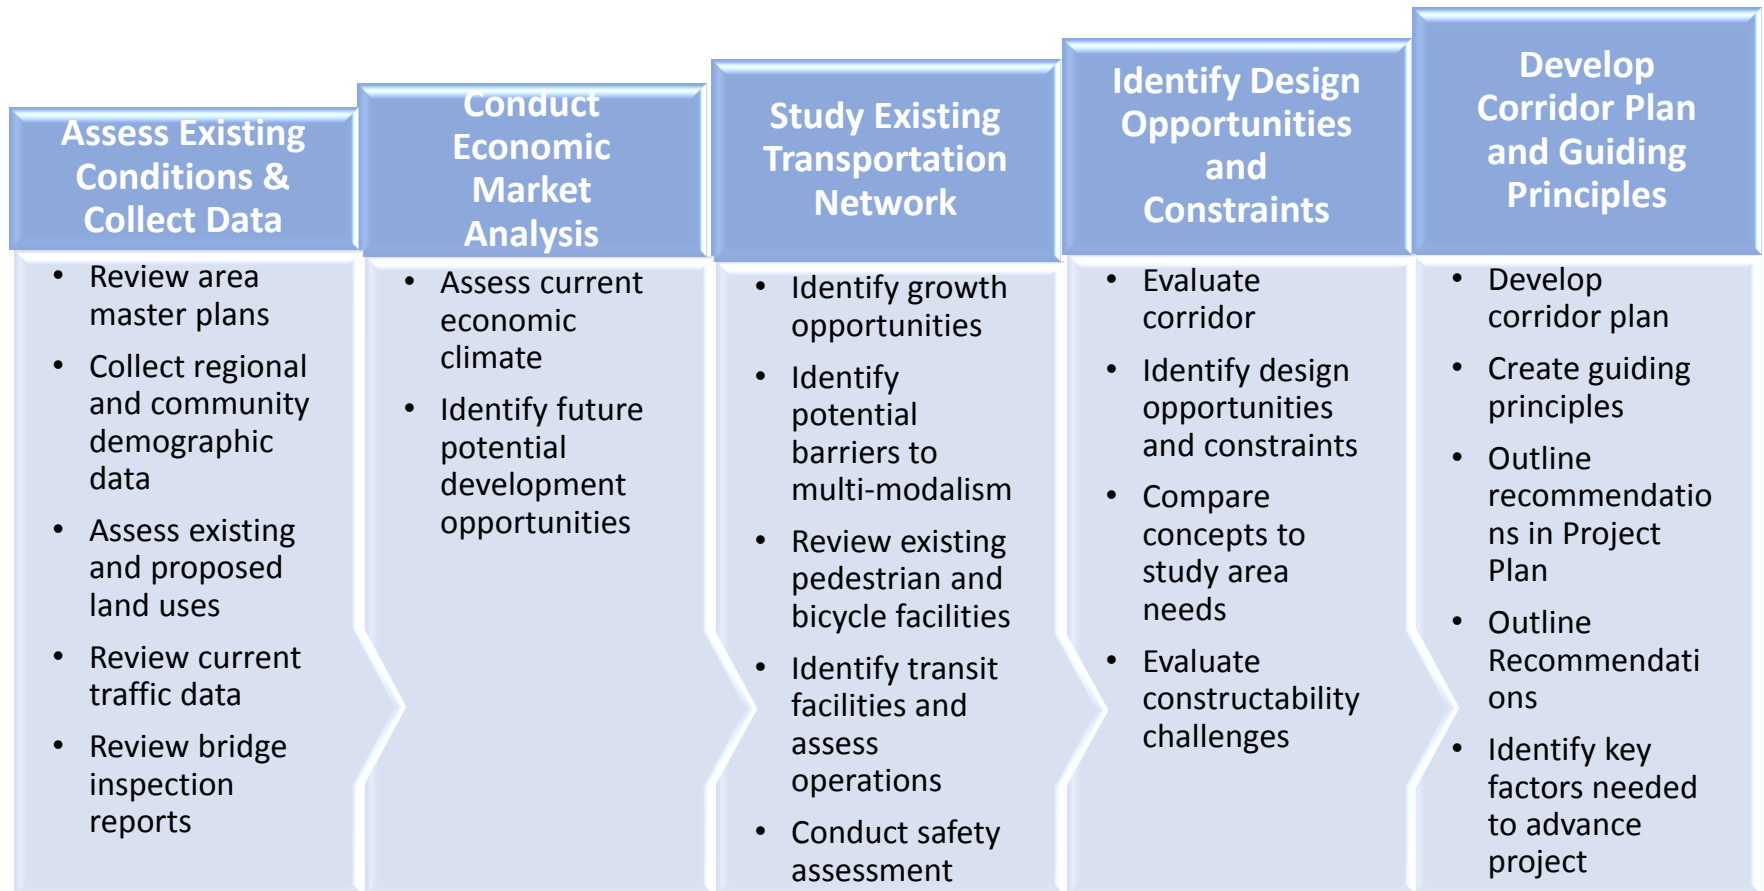 Assess Existing
Conditions &
Collect Data
• Review area
master plans
• Collect regional
and community
demographic
data
• Assess existing
and proposed
land uses
• Review current
traffic data
• Review bridge
inspection
reports
Conduct
Economic
Market
Analysis
• Assess current
economic
climate
• Identify future
potential
development
opportunities
Study Existing
Transportation
Network
• Identify growth
opportunities
• Identify
potential
barriers to
multi-modalism
• Review existing
pedestrian and
bicycle facilities
• Identify transit
facilities and
assess
operations
• Conduct safety
assessment
Identify Design
Opportunities
and
Constraints
• Evaluate
corridor
• Identify design
opportunities
and constraints
• Compare
concepts to
study area
needs
• Evaluate
constructability
challenges
Develop
Corridor Plan
and Guiding
Principles
• Develop
corridor plan
• Create guiding
principles
• Outline
recommendatio
ns in Project
Plan
• Outline
Recommendati
ons
• Identify key
factors needed
to advance
project